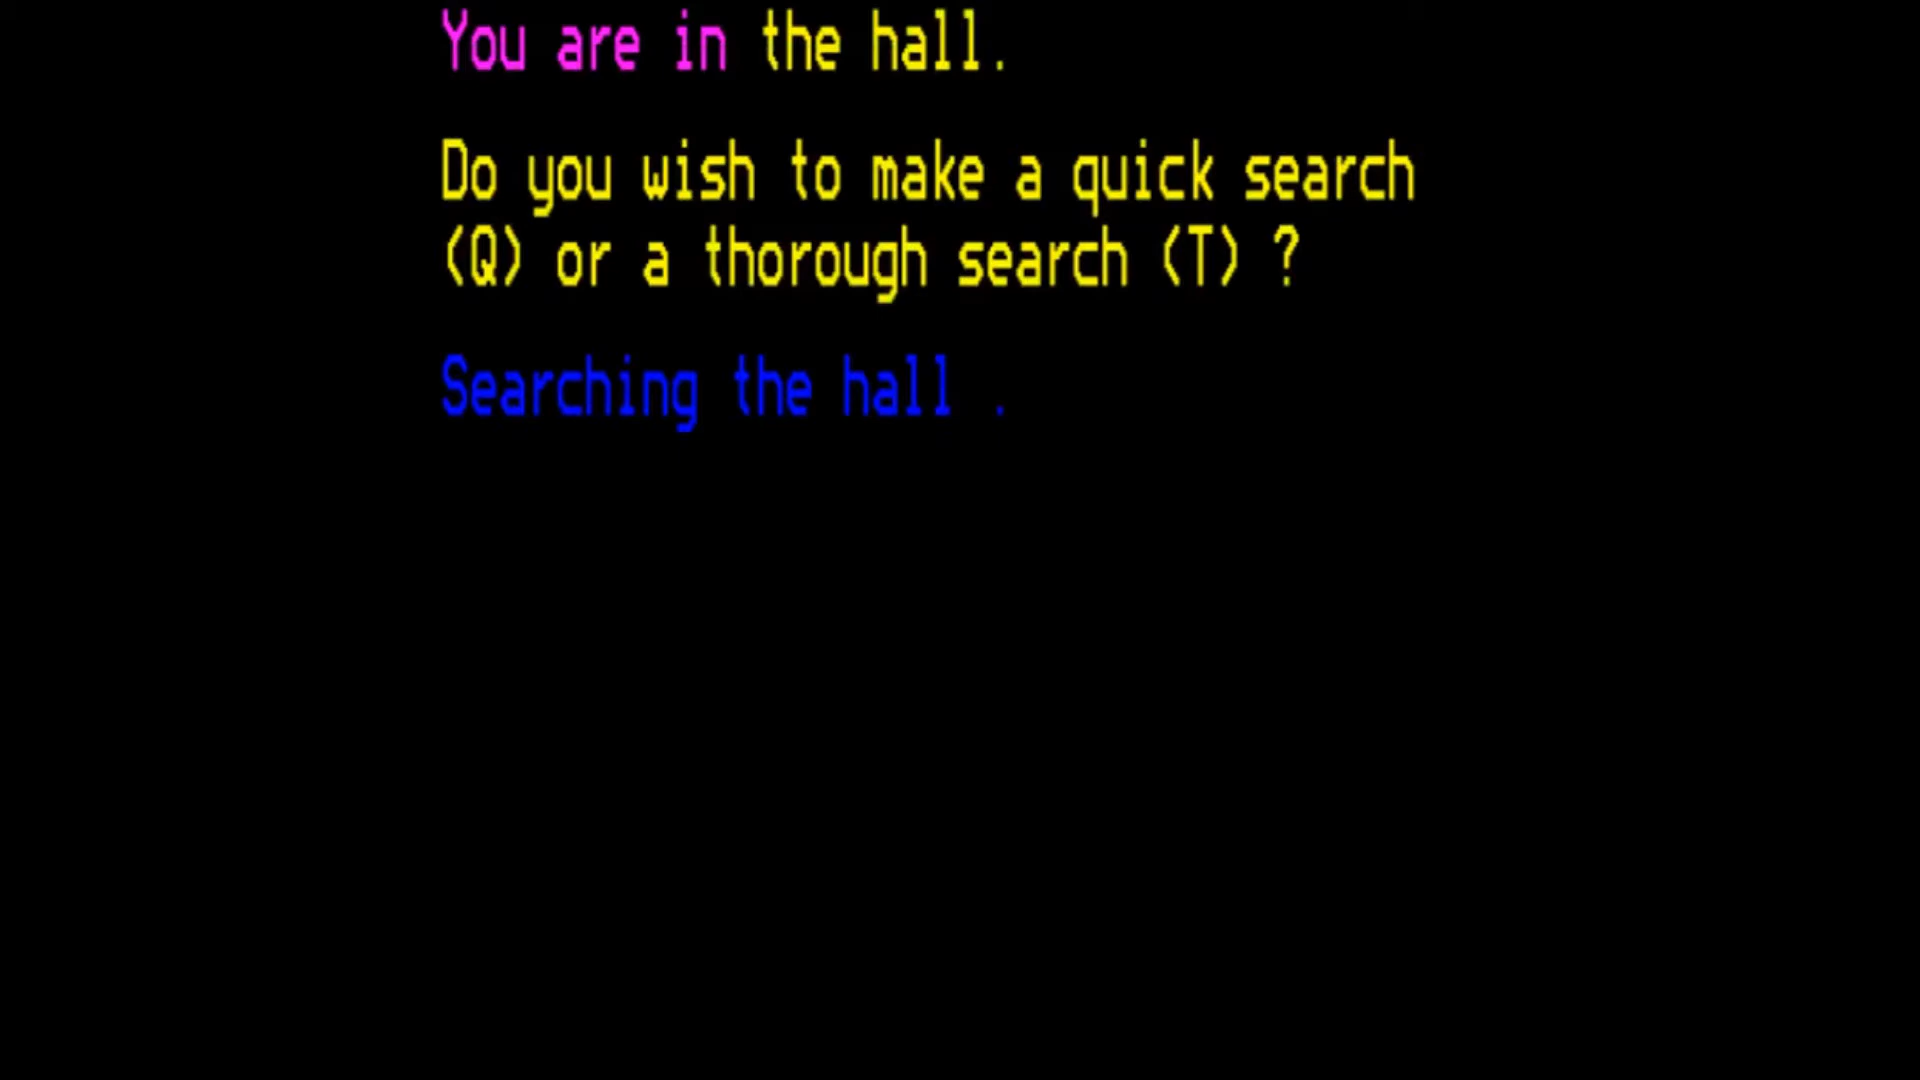 You are in the hall.
Do you wish to make a quick search
(Q) or a thorough search (T) ?
Searching the hall .